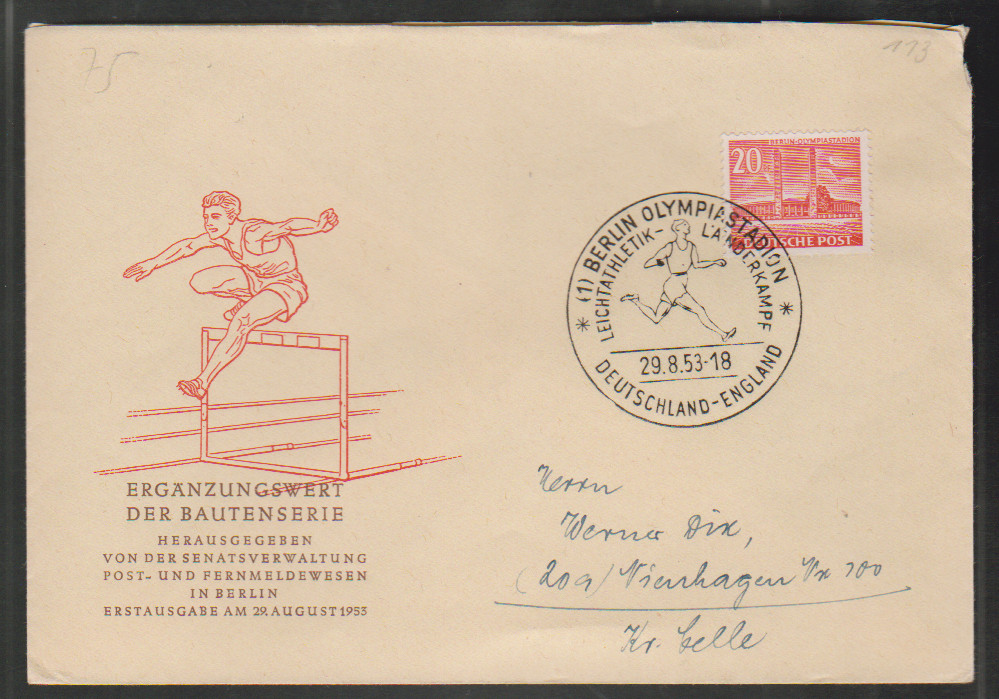 75
113
BERLIN-OLYMPIASTADION
20
DEUTSCHE POST
(1) BERLIN OLYMPIASTADION
LEICHTATHLETIK-LÄNDERKAMPF
29.8.53-18
DEUTSCHLAND-ENGLAND
ERGÄNZUNGSWERT
DER BAUTENSERIE
HERAUSGEGEBEN
VON DER SENATSVERWALTUNG
POST- UND FERNMELDEWESEN
IN BERLIN
ERSTAUSGABE AM 29. AUGUST 1953
Herrn
Werner Dix,
(20a) Nienhagen 100
Kr. Celle